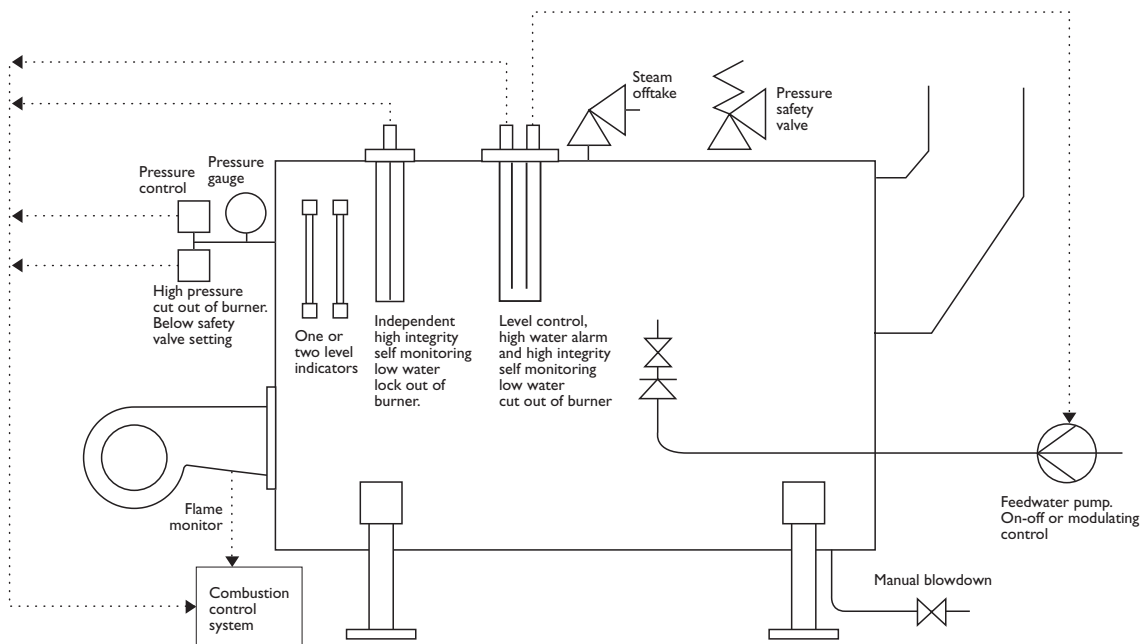 Steam
offtake
Pressure
safety
valve
Pressure
gauge
Pressure
control
High pressure
cut out of burner.
Below safety
valve setting
One or
two level
indicators
Independent
high integrity
self monitoring
low water
lock out of
burner.
Level control,
high water alarm
and high integrity
self monitoring
low water
cut out of burner
Flame
monitor
Feedwater pump.
On-off or modulating
control
Manual blowdown
Combustion
control
system